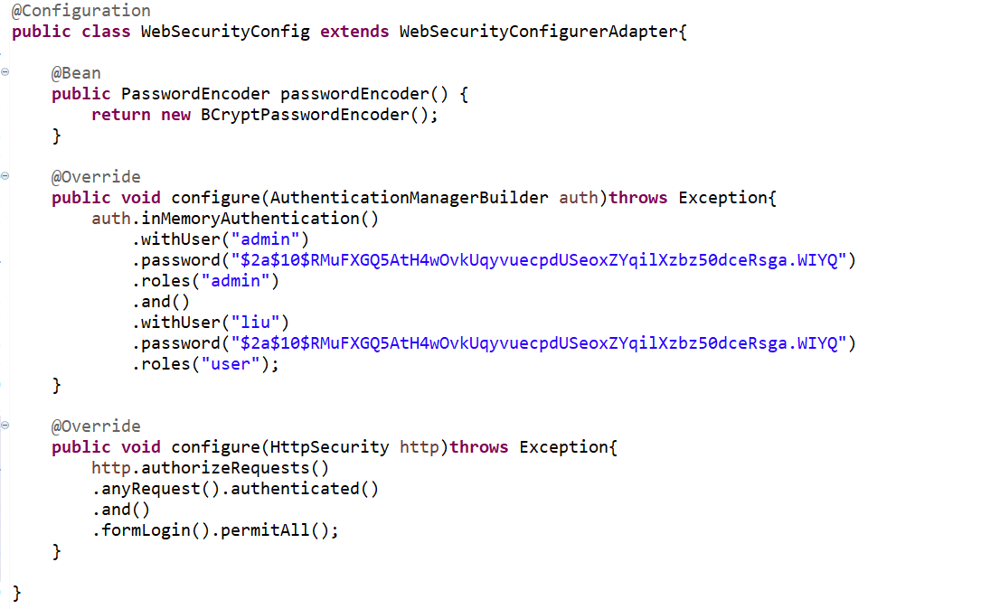 @Configuration
public class WebSecurityConfig extends WebSecurityConfigurerAdapter{
@Bean
public PasswordEncoder passwordEncoder() {
return new BCryptPasswordEncoder();
}
@Override
public void configure(AuthenticationManagerBuilder auth)throws Exception{
auth.inMemoryAuthentication()
.withUser("admin")
.password("$2a$10$RMuFXGQ5AtH4wOvkUqyvuecpdUSeoxZYqilXzbz50dceRsga.WIYQ")
.roles("admin")
.and()
.withUser("liu")
.password("$2a$10$RMuFXGQ5AtH4wOvkUqyvuecpdUSeoxZYqilXzbz50dceRsga.WIYQ")
.roles("user");
}
@Override
public void configure(HttpSecurity http)throws Exception{
http.authorizeRequests()
.anyRequest().authenticated()
.and()
.formLogin().permitAll();
}
}